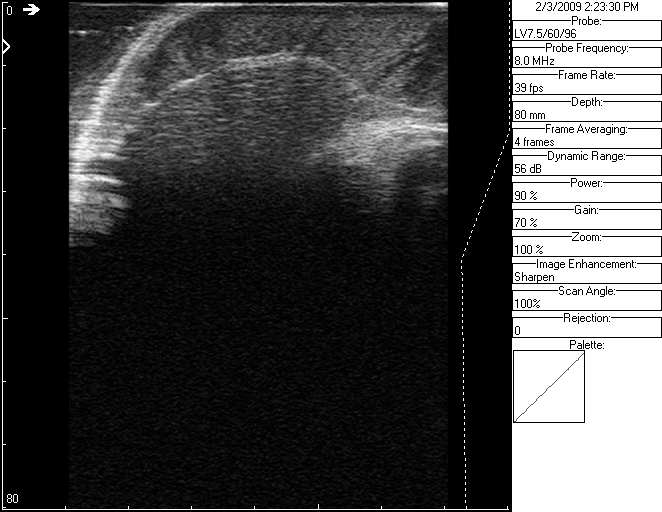 0
80
2/3/2009 2:23:30 PM
Probe:
LV7.5/60/96
Probe Frequency:
8.0 MHz
Frame Rate:
39 fps
Depth:
80 mm
Frame Averaging:
4 frames
Dynamic Range:
56 dB
Power:
90 %
Gain:
70 %
Zoom:
100 %
Image Enhancement:
Sharpen
Scan Angle:
100%
Rejection:
0
Palette: